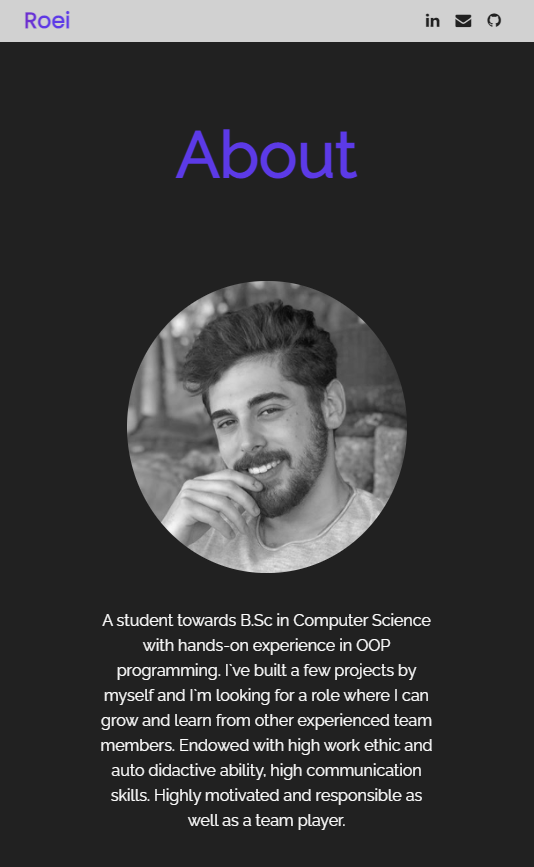 Roei
About
A student towards B.Sc in Computer Science
with hands-on experience in OOP
programming. I`ve built a few projects by
myself and I`m looking for a role where I can
grow and learn from other experienced team
members. Endowed with high work ethic and
auto didactive ability, high communication
skills. Highly motivated and responsible as
well as a team player.